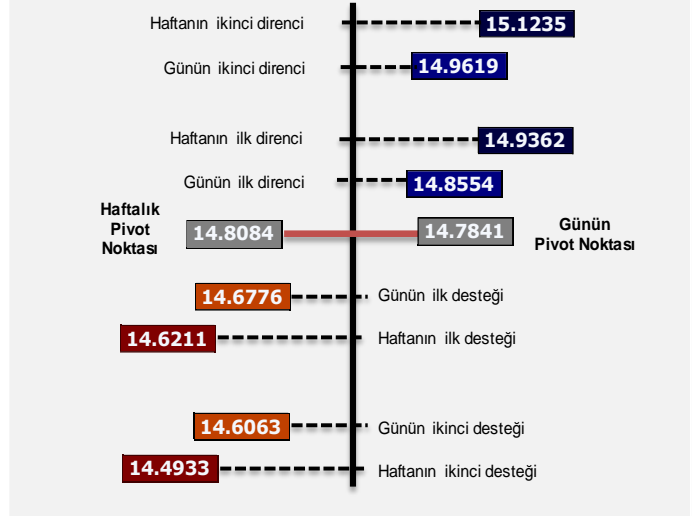 Haftanın ikinci direnci 15.1235
Günün ikinci direnci 14.9619
Haftanın ilk direnci 14.9362
Günün ilk direnci 14.8554
Haftalık
Pivot
Noktası
14.8084 14.7841
Günün
Pivot Noktası
14.6776 Günün ilk desteği
14.6211 Haftanın ilk desteği
14.6063 Günün ikinci desteği
14.4933 Haftanın ikinci desteği